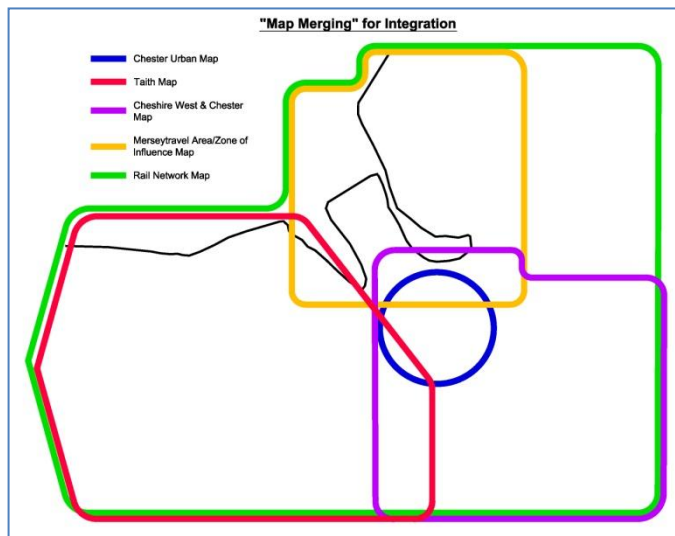 "Map Merging" for Integration
Chester Urban Map
Taith Map
Cheshire West & Chester
Map
Merseytravel Area/Zone of
Influence Map
Rail Network Map